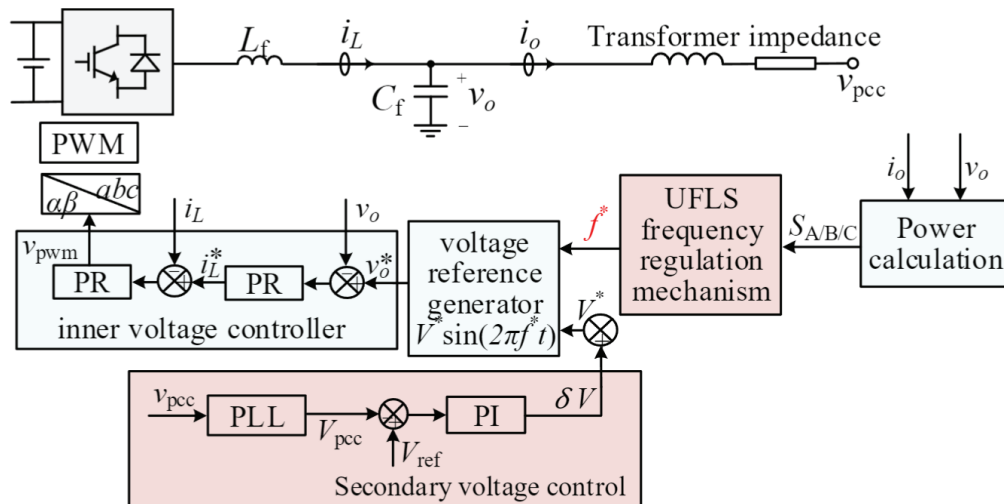 L_f
i_L
i_o
Transformer impedance
C_f
+
v_o
−
v_pcc
PWM
αβ
abc
i_L
v_o
i_o
v_o
v_pwm
PR
i_L^*
PR
v_o^*
inner voltage controller
voltage
reference
generator
V^*sin(2πf^*t)
f^*
UFLS
frequency
regulation
mechanism
S_A/B/C
Power
calculation
V^*
v_pcc
PLL
V_pcc
V_ref
PI
δV
Secondary voltage control